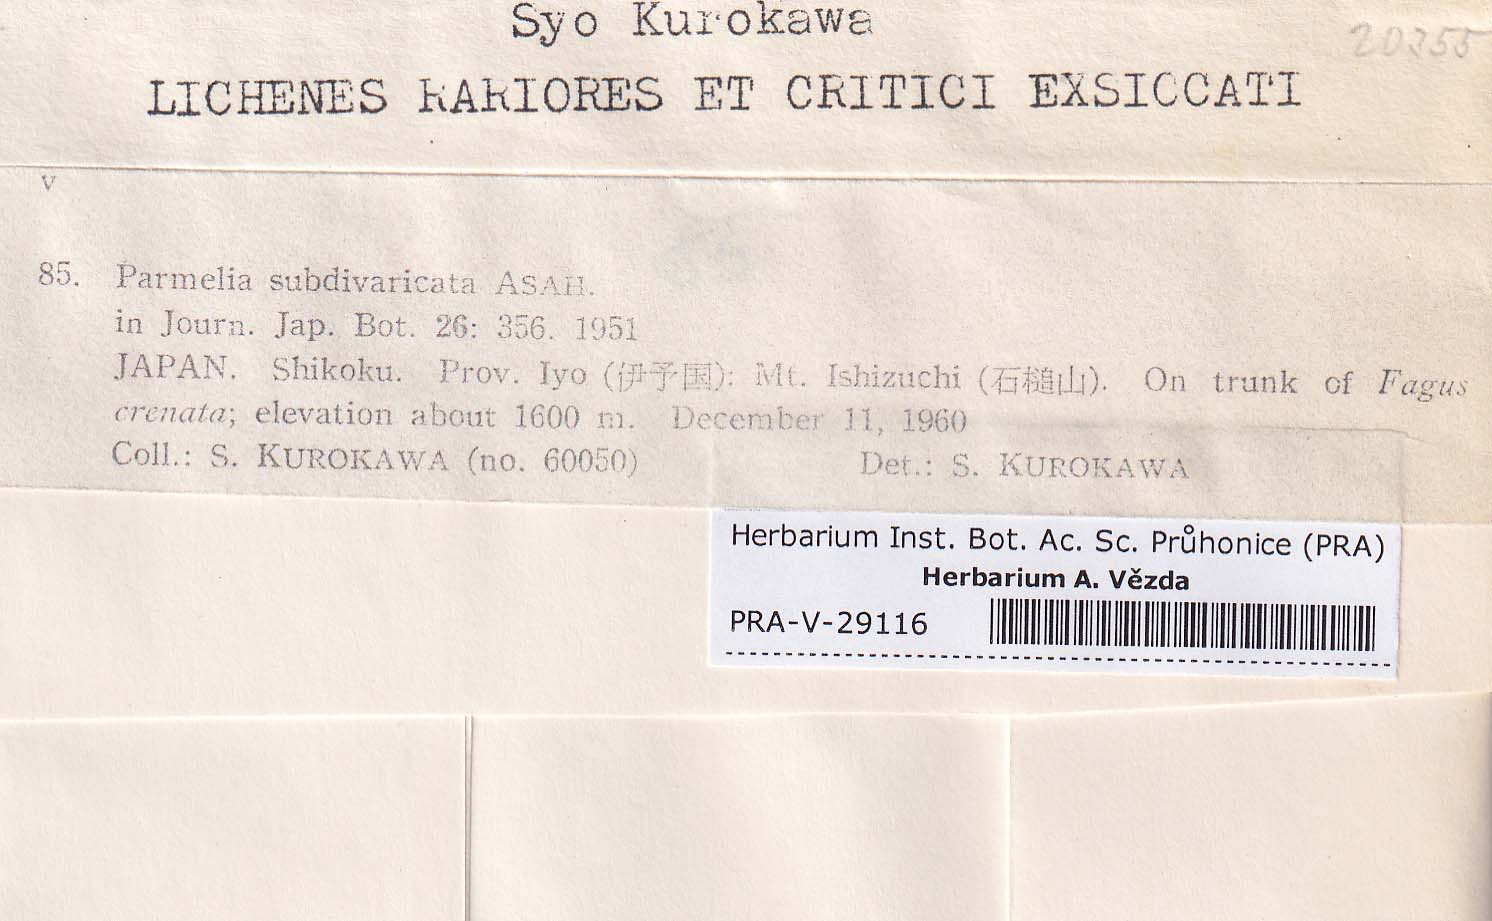 Syo Kurokawa
20355
LICHENES RARIORES ET CRITICI EXSICCATI
v
85. Parmelia subdivaricata ASAH.
in Journ. Jap. Bot. 26: 356. 1951
JAPAN. Shikoku. Prov. Iyo (伊予国): Mt. Ishizuchi (石槌山). On trunk of Fagus
crenata; elevation about 1600 m. December 11, 1960
Coll.: S. KUROKAWA (no. 60050) Det.: S. KUROKAWA
Herbarium Inst. Bot. Ac. Sc. Průhonice (PRA)
Herbarium A. Vězda
PRA-V-29116